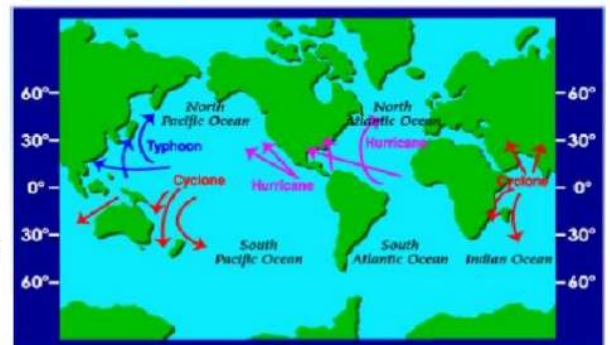 60°
30°
0°
30°
60°
North
Pacific Ocean
North
Atlantic Ocean
Typhoon
Hurricane
Cyclone
Hurricane
Cyclone
South
Pacific Ocean
South
Atlantic Ocean
Indian Ocean
60°
30°
0°
30°
60°